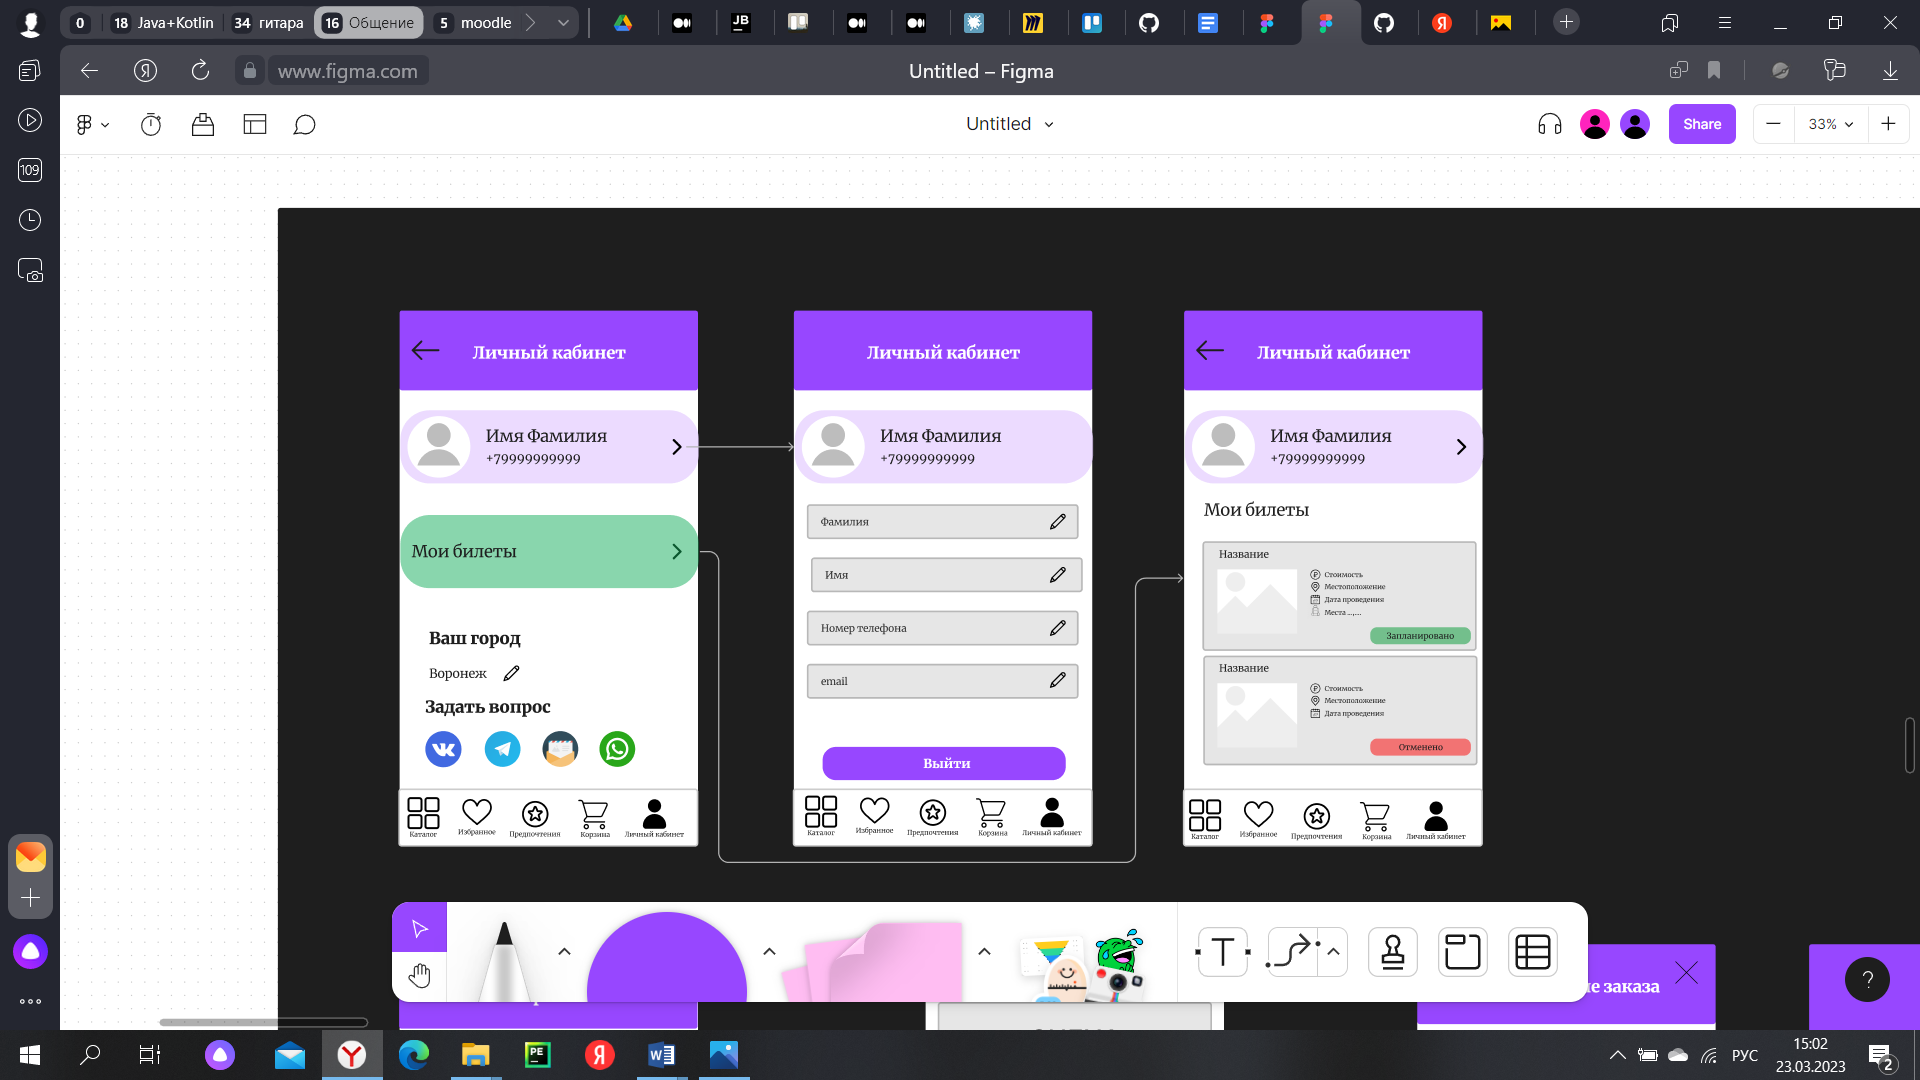 0
18 Java+Kotlin
34 гитара
16 Общение
5 moodle
www.figma.com
Untitled – Figma
109
Untitled
Share
33%
Личный кабинет
Имя Фамилия
+79999999999
Мои билеты
Ваш город
Воронеж
Задать вопрос
Каталог
Избранное
Предпочтения
Корзина
Личный кабинет
Личный кабинет
Имя Фамилия
+79999999999
Фамилия
Имя
Номер телефона
email
Выйти
Каталог
Избранное
Предпочтения
Корзина
Личный кабинет
Личный кабинет
Имя Фамилия
+79999999999
Мои билеты
Название
Стоимость
Местоположение
Дата проведения
Места ...,...
Запланировано
Название
Стоимость
Местоположение
Дата проведения
Отменено
Каталог
Избранное
Предпочтения
Корзина
Личный кабинет
T
заказа
?
РУС
15:02
23.03.2023
2